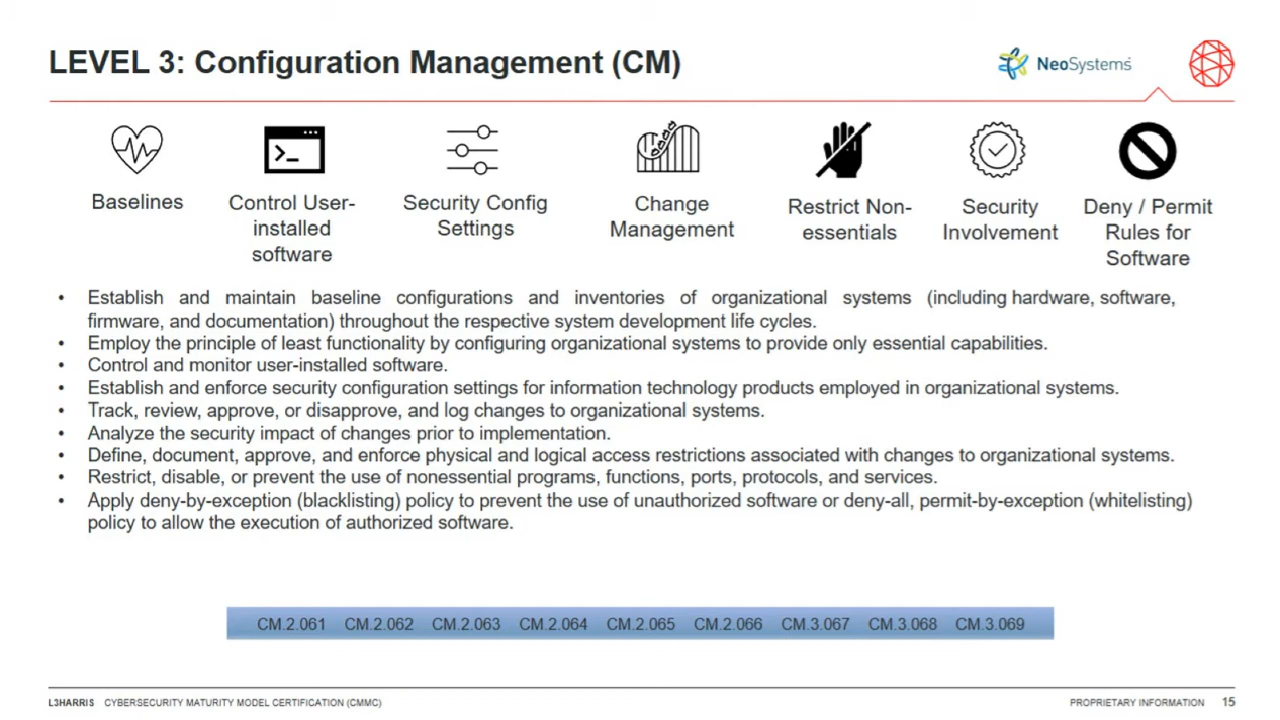 LEVEL 3: Configuration Management (CM)
NeoSystems
Baselines
Control User-
installed
software
Security Config
Settings
Change
Management
Restrict Non-
essentials
Security
Involvement
Deny / Permit
Rules for
Software
>_
• Establish and maintain baseline configurations and inventories of organizational systems (including hardware, software,
firmware, and documentation) throughout the respective system development life cycles.
• Employ the principle of least functionality by configuring organizational systems to provide only essential capabilities.
• Control and monitor user-installed software.
• Establish and enforce security configuration settings for information technology products employed in organizational systems.
• Track, review, approve, or disapprove, and log changes to organizational systems.
• Analyze the security impact of changes prior to implementation.
• Define, document, approve, and enforce physical and logical access restrictions associated with changes to organizational systems.
• Restrict, disable, or prevent the use of nonessential programs, functions, ports, protocols, and services.
• Apply deny-by-exception (blacklisting) policy to prevent the use of unauthorized software or deny-all, permit-by-exception (whitelisting)
policy to allow the execution of authorized software.
CM.2.061 CM.2.062 CM.2.063 CM.2.064 CM.2.065 CM.2.066 CM.3.067 CM.3.068 CM.3.069
L3HARRIS CYBERSECURITY MATURITY MODEL CERTIFICATION (CMMC)
PROPRIETARY INFORMATION 15